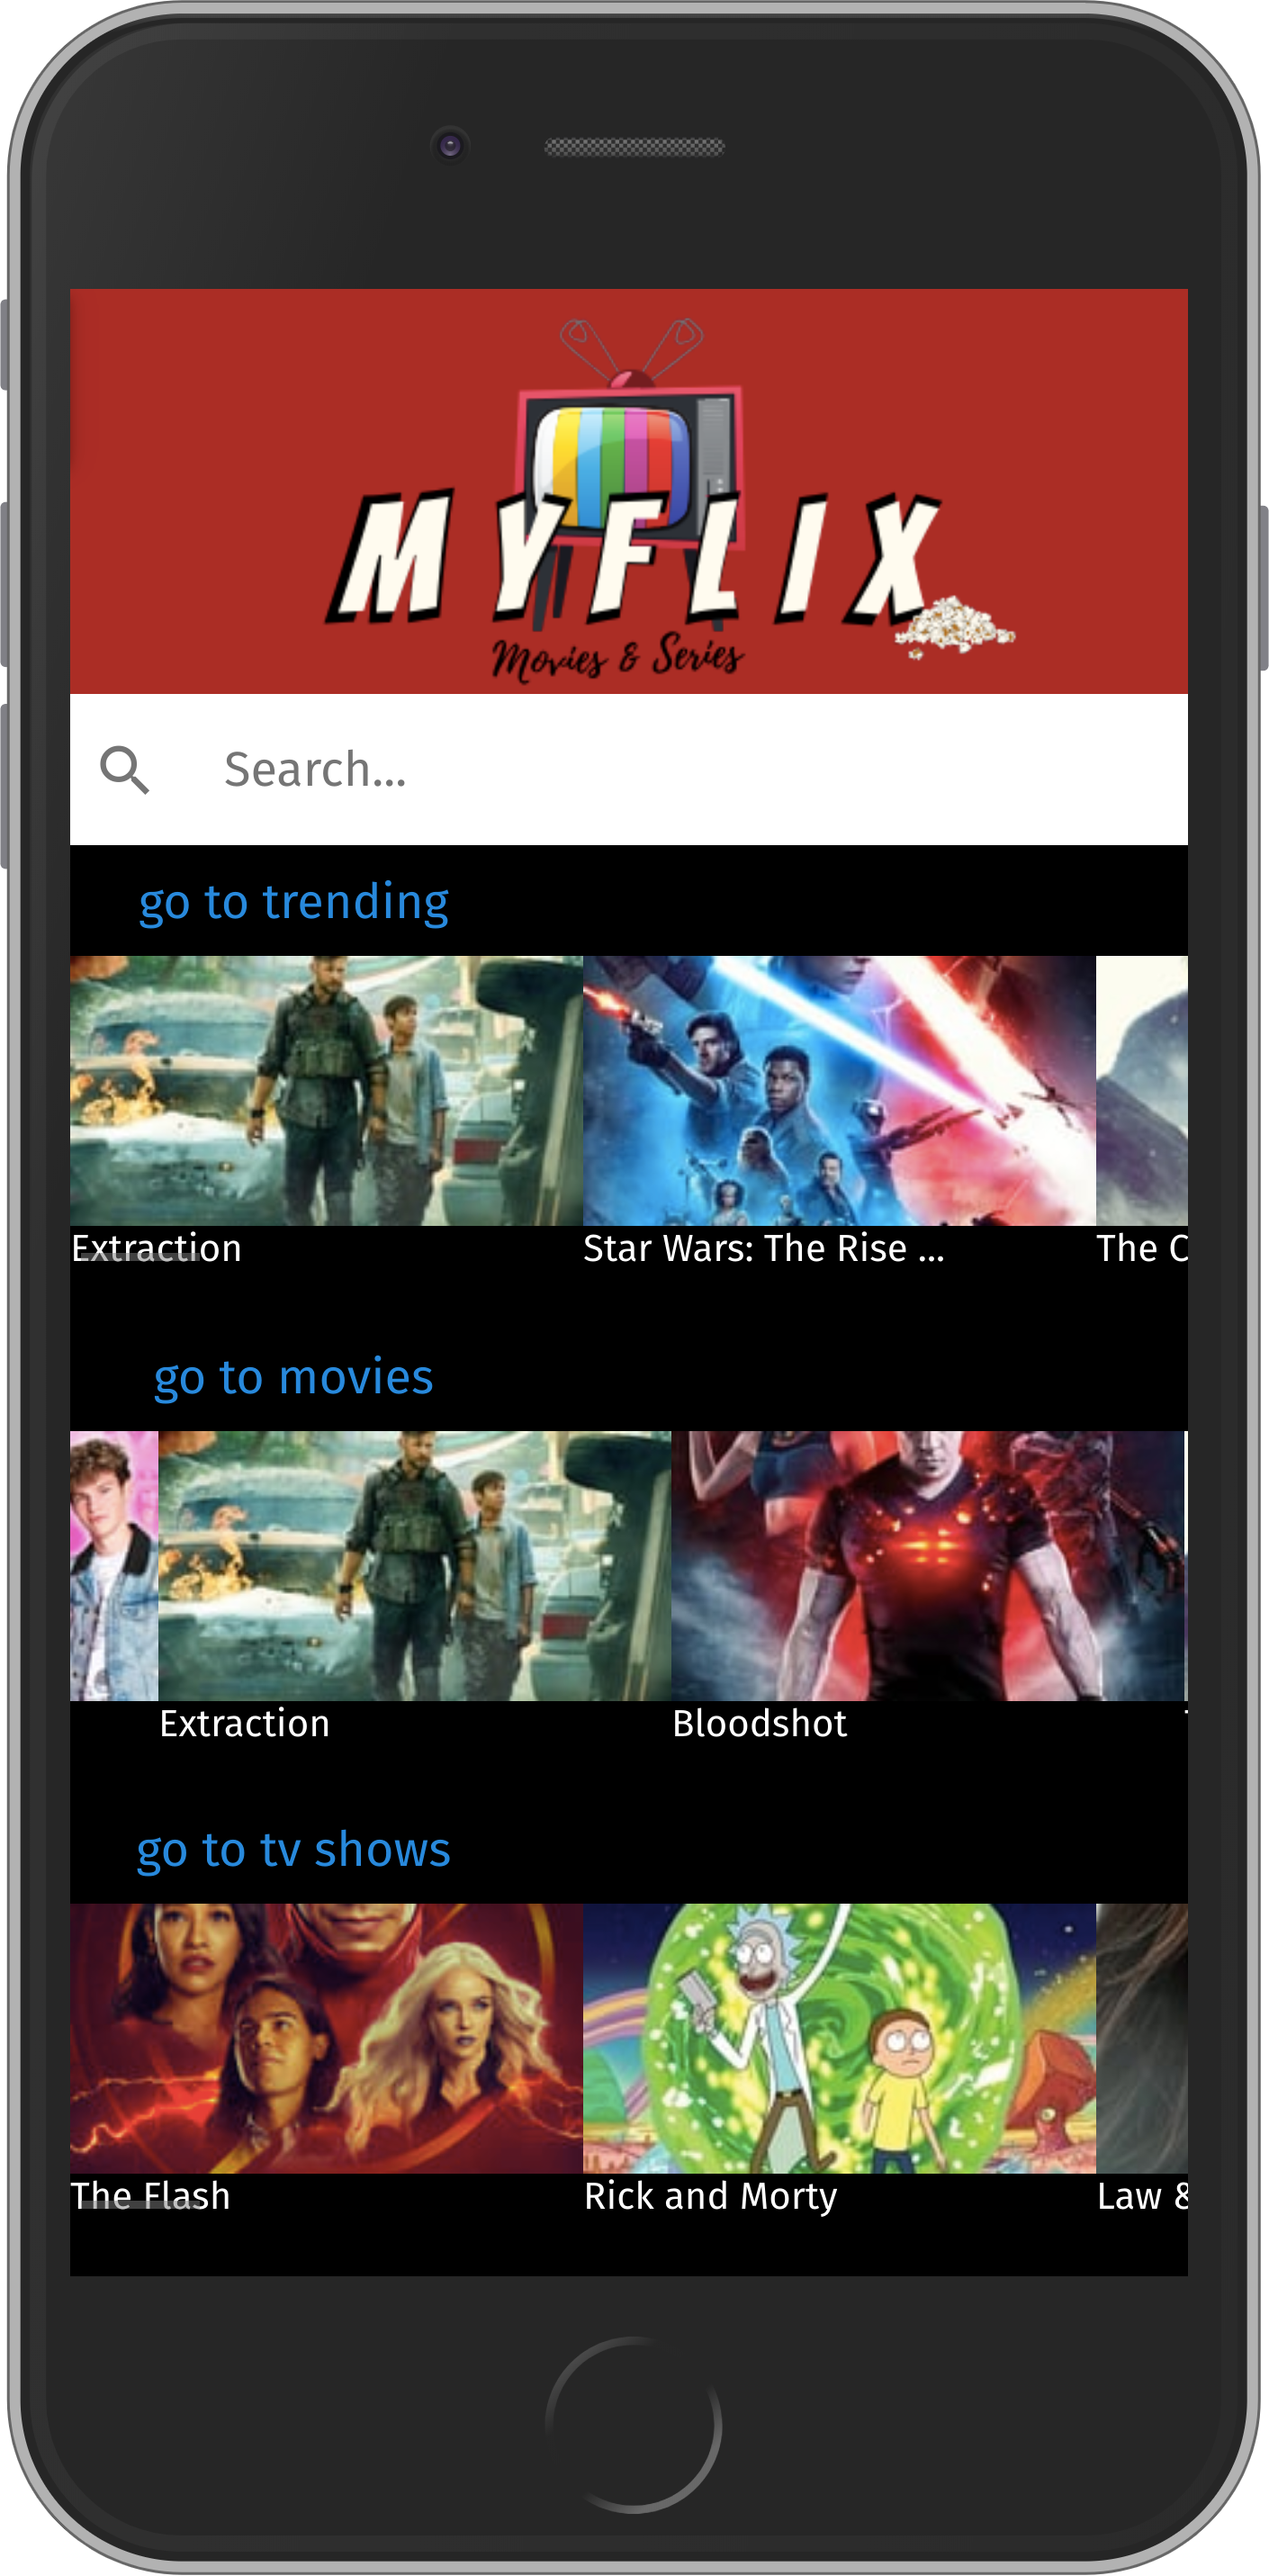 MYFLIX
Movies & Series
Search...
go to trending
Extraction
Star Wars: The Rise ...
The C
go to movies
Extraction
Bloodshot
go to tv shows
The Flash
Rick and Morty
Law &